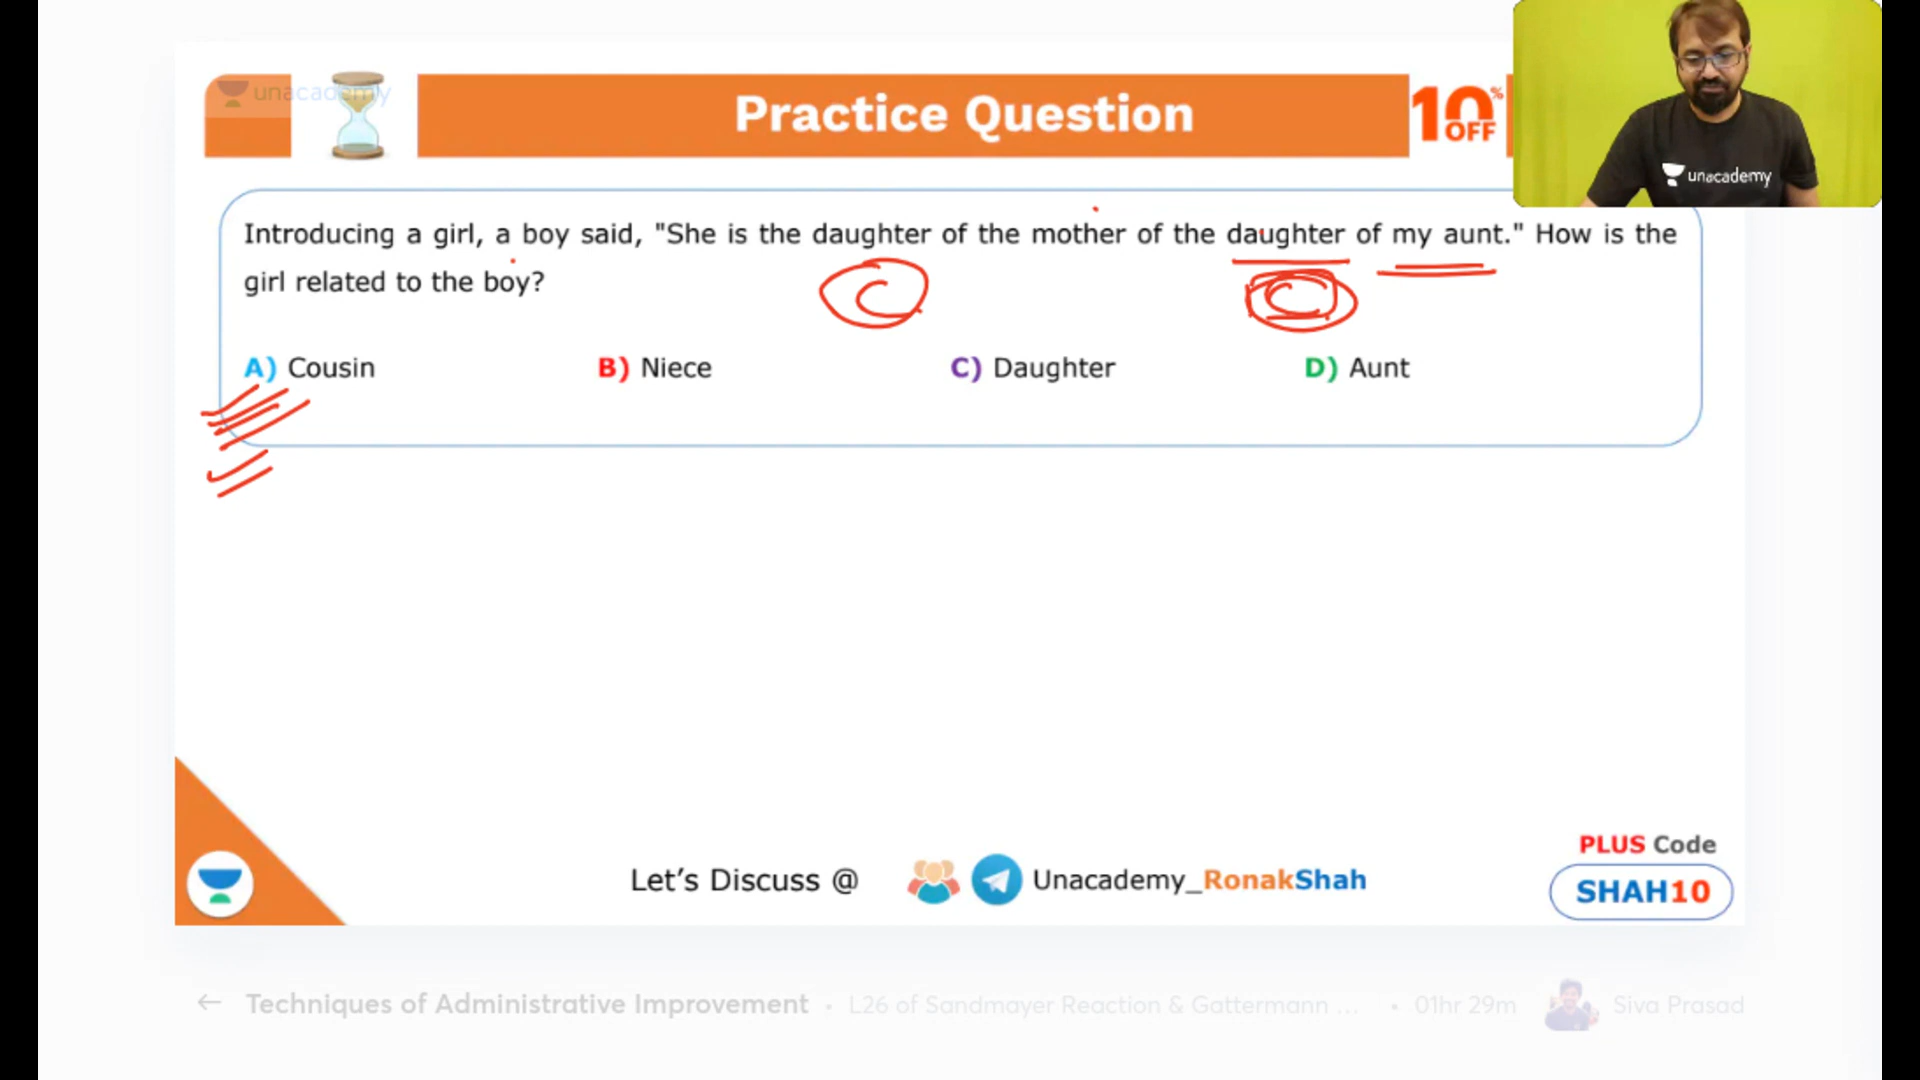 unacademy
Practice Question
10% OFF
unacademy
Introducing a girl, a boy said, "She is the daughter of the mother of the daughter of my aunt." How is the
girl related to the boy?
C
C
A) Cousin B) Niece C) Daughter D) Aunt
PLUS Code
Let's Discuss @ Unacademy_RonakShah
SHAH10
← Techniques of Administrative Improvement • L26 of Sandmayer Reaction & Gattermann ... • 01hr 29m Siva Prasad